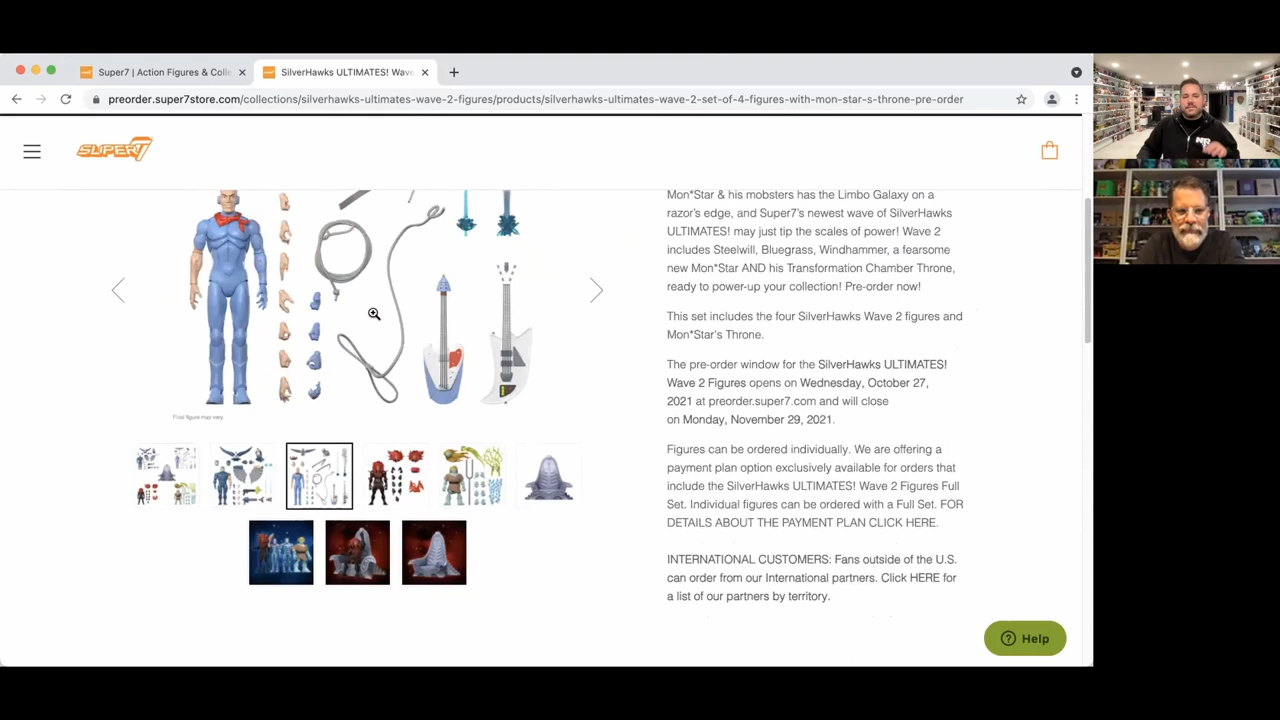 Super7 | Action Figures & Colle
SilverHawks ULTIMATES! Wave
preorder.super7store.com/collections/silverhawks-ultimates-wave-2-figures/products/silverhawks-ultimates-wave-2-set-of-4-figures-with-mon-star-s-throne-pre-order
SUPER7
Mon*Star & his mobsters has the Limbo Galaxy on a
razor's edge, and Super7's newest wave of SilverHawks
ULTIMATES! may just tip the scales of power! Wave 2
includes Steelwill, Bluegrass, Windhammer, a fearsome
new Mon*Star AND his Transformation Chamber Throne,
ready to power-up your collection! Pre-order now!
This set includes the four SilverHawks Wave 2 figures and
Mon*Star's Throne.
The pre-order window for the SilverHawks ULTIMATES!
Wave 2 Figures opens on Wednesday, October 27,
2021 at preorder.super7.com and will close
on Monday, November 29, 2021.
Final figure may vary.
Figures can be ordered individually. We are offering a
payment plan option exclusively available for orders that
include the SilverHawks ULTIMATES! Wave 2 Figures Full
Set. Individual figures can be ordered with a Full Set. FOR
DETAILS ABOUT THE PAYMENT PLAN CLICK HERE.
INTERNATIONAL CUSTOMERS: Fans outside of the U.S.
can order from our International partners. Click HERE for
a list of our partners by territory.
Help